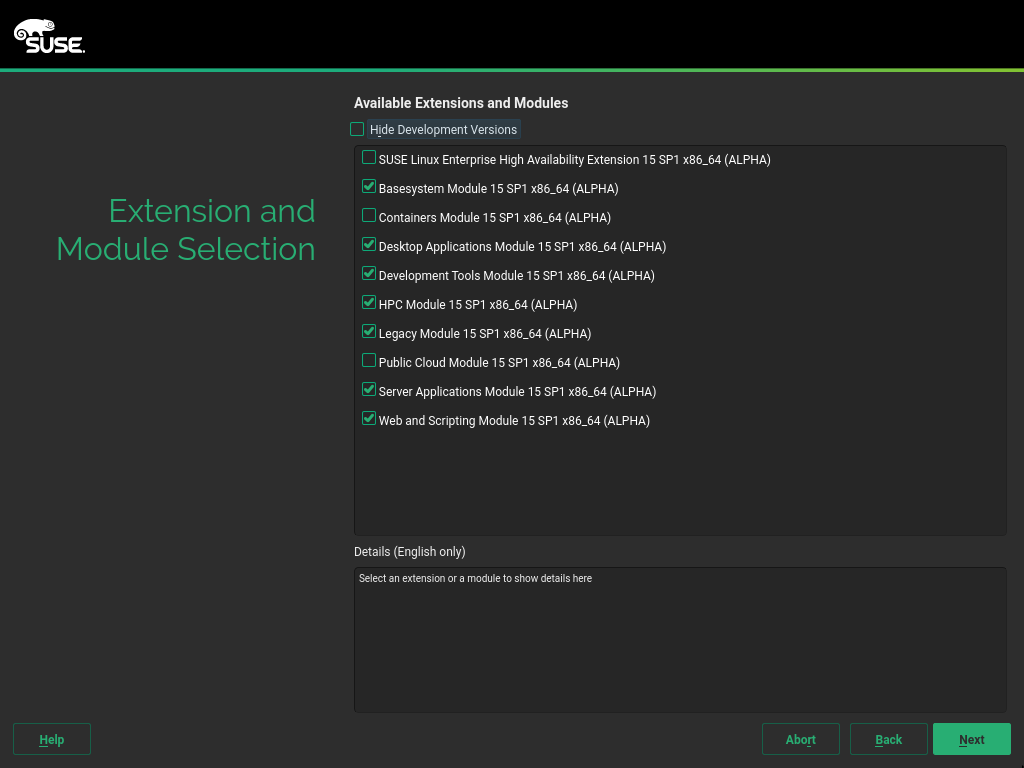 SUSE.
Available Extensions and Modules
Hide Development Versions
SUSE Linux Enterprise High Availability Extension 15 SP1 x86_64 (ALPHA)
Basesystem Module 15 SP1 x86_64 (ALPHA)
Containers Module 15 SP1 x86_64 (ALPHA)
Desktop Applications Module 15 SP1 x86_64 (ALPHA)
Development Tools Module 15 SP1 x86_64 (ALPHA)
HPC Module 15 SP1 x86_64 (ALPHA)
Legacy Module 15 SP1 x86_64 (ALPHA)
Public Cloud Module 15 SP1 x86_64 (ALPHA)
Server Applications Module 15 SP1 x86_64 (ALPHA)
Web and Scripting Module 15 SP1 x86_64 (ALPHA)
Extension and
Module Selection
Details (English only)
Select an extension or a module to show details here
Help
Abort
Back
Next